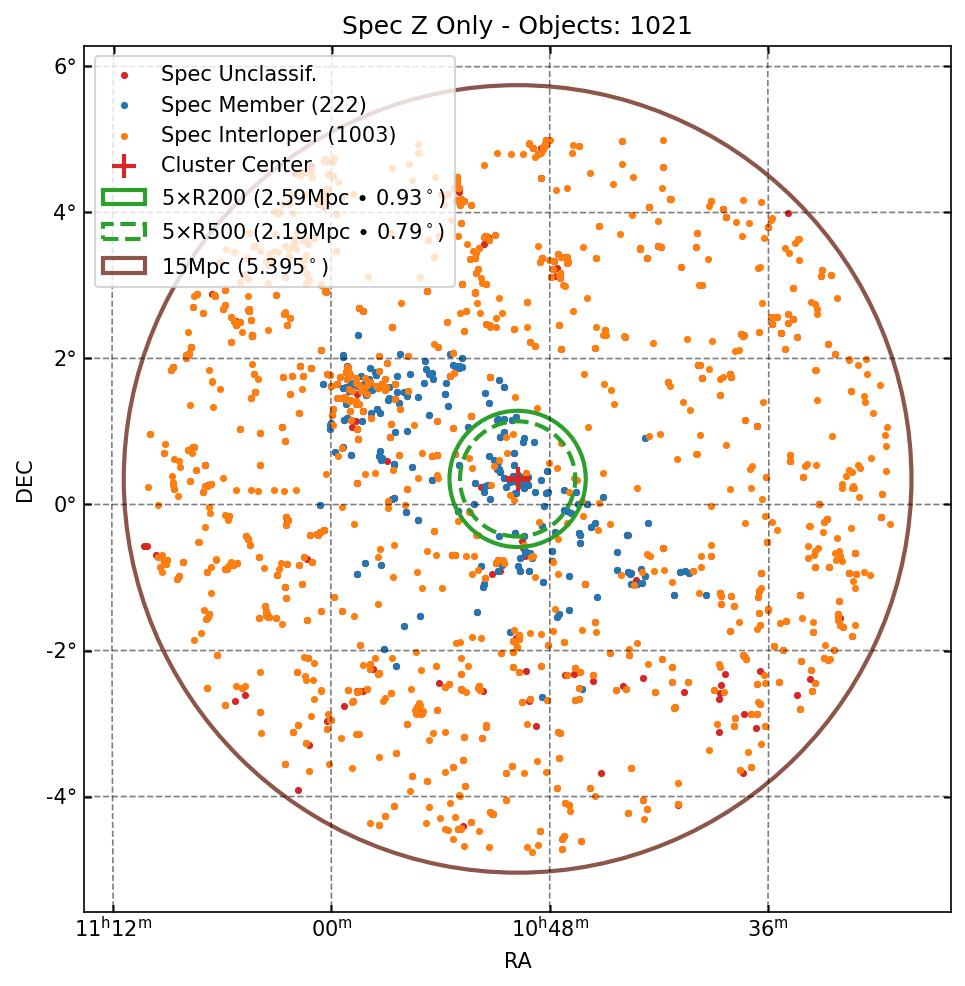 Spec Z Only - Objects: 1021
Spec Unclassif.
Spec Member (222)
Spec Interloper (1003)
Cluster Center
5×R200 (2.59Mpc • 0.93°)
5×R500 (2.19Mpc • 0.79°)
15Mpc (5.395°)
6°
4°
2°
0°
-2°
-4°
DEC
11ʰ12ᵐ 00ᵐ 10ʰ48ᵐ 36ᵐ
RA